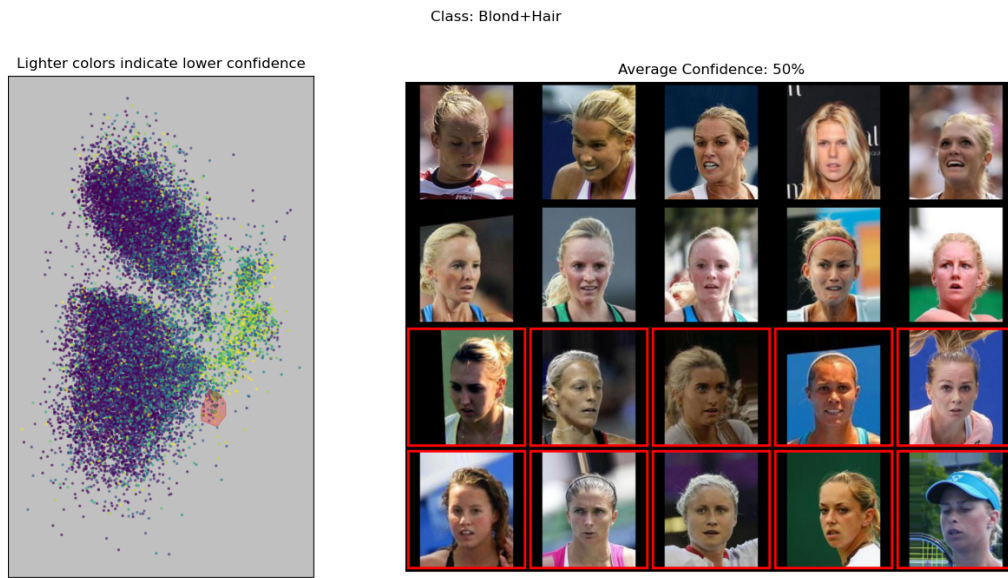 Class: Blond+Hair
Lighter colors indicate lower confidence
Average Confidence: 50%